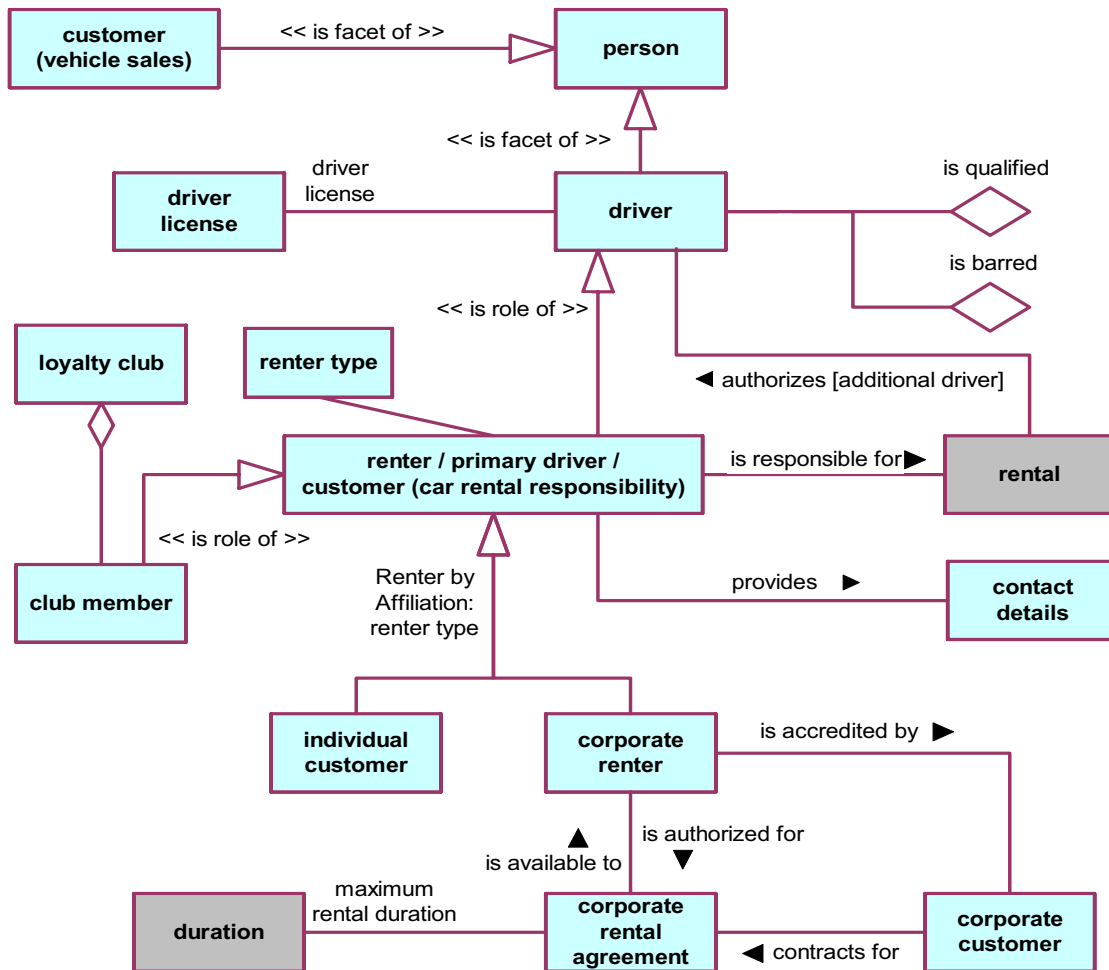 customer
(vehicle sales)
<< is facet of >>
person
<< is facet of >>
driver
license
driver
license
driver
is qualified
is barred
<< is role of >>
loyalty club
renter type
◄ authorizes [additional driver]
renter / primary driver /
customer (car rental responsibility)
is responsible for ►
rental
<< is role of >>
club member
Renter by
Affiliation:
renter type
provides ►
contact
details
individual
customer
corporate
renter
is accredited by ►
▲
is available to
is authorized for
▼
maximum
rental duration
duration
corporate
rental
agreement
◄ contracts for
corporate
customer